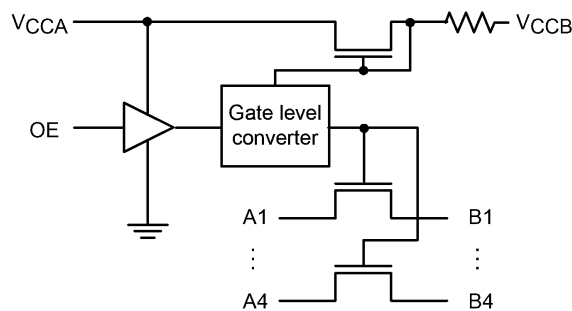 VCCA
VCCB
OE
Gate level
converter
A1
B1
⋮
⋮
A4
B4